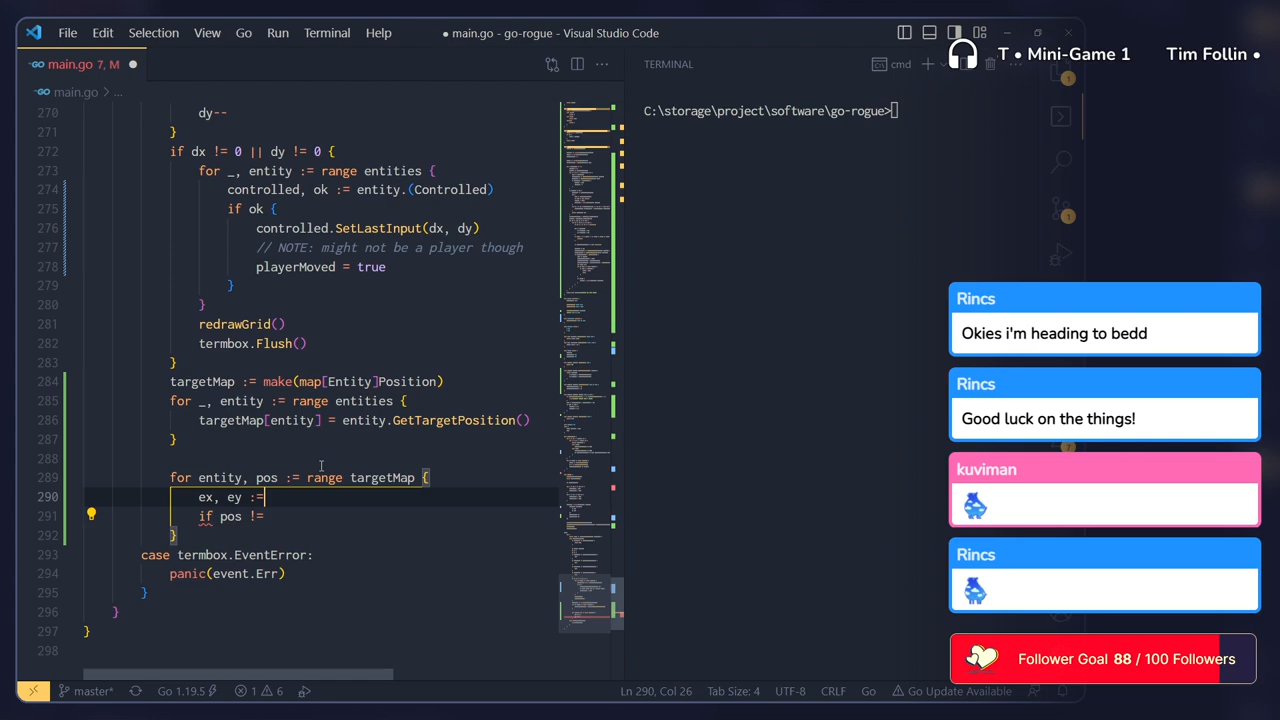 File Edit Selection View Go Run Terminal Help
● main.go - go-rogue - Visual Studio Code
main.go 7, M ●
main.go > ...
270 dy--
271 }
272 if dx != 0 || dy != 0 {
273 for _, entity := range entities {
274 controlled, ok := entity.(Controlled)
275 if ok {
276 controlled.SetLastInput(dx, dy)
277 // NOTE: might not be a player though
278 playerMoved = true
279 }
280 }
281 redrawGrid()
282 termbox.Flush()
283 }
284 targetMap := make(map[Entity]Position)
285 for _, entity := range entities {
286 targetMap[entity] = entity.GetTargetPosition()
287 }
288
289 for entity, pos := range targetMap {
290 ex, ey :=
291 if pos !=
292 }
293 case termbox.EventError:
294 panic(event.Err)
295 }
296 }
297 }
298
TERMINAL
cmd
C:\storage\project\software\go-rogue>
T • Mini-Game 1 Tim Follin •
1
1
Rincs
Okies i'm heading to bedd
Rincs
Good luck on the things!
kuviman
Rincs
Follower Goal 88 / 100 Followers
master* Go 1.19.5 1 6
Ln 290, Col 26 Tab Size: 4 UTF-8 CRLF Go Go Update Available